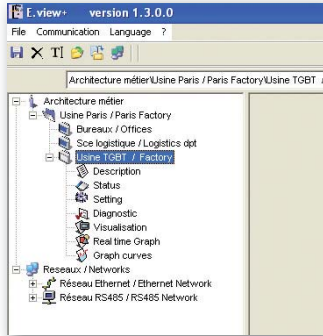 E.view+ version 1.3.0.0
File Communication Language ?
Architecture métier\Usine Paris / Paris Factory\Usine TGBT
Architecture métier
Usine Paris / Paris Factory
Bureaux / Offices
Sce logistique / Logistics dpt
Usine TGBT / Factory
Description
Status
Setting
Diagnostic
Visualisation
Real time Graph
Graph curves
Reseaux / Networks
Réseau Ethernet / Ethernet Network
Réseau RS485 / RS485 Network